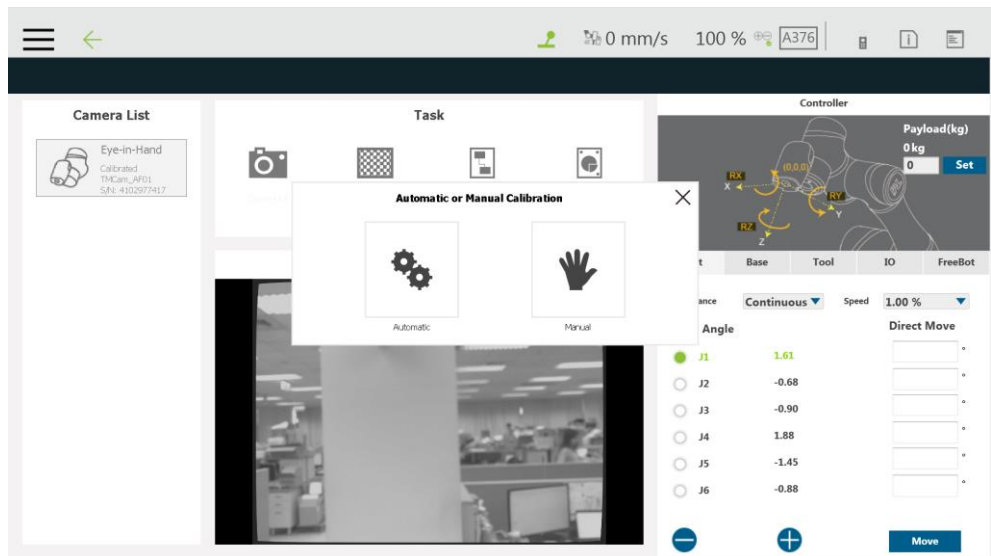 0 mm/s 100 % A376
Camera List
Task
Controller
Eye-in-Hand
Calibrated
TMCam_AF01
S/N: 4102977417
Payload(kg)
0 kg
0 Set
(0,0,0)
RX
X
RY
Y
RZ
Z
Automatic or Manual Calibration
Automatic Manual
Base Tool IO FreeBot
Continuous Speed 1.00 %
Angle Direct Move
J1 1.61 °
J2 -0.68 °
J3 -0.90 °
J4 1.88 °
J5 -1.45 °
J6 -0.88 °
Move